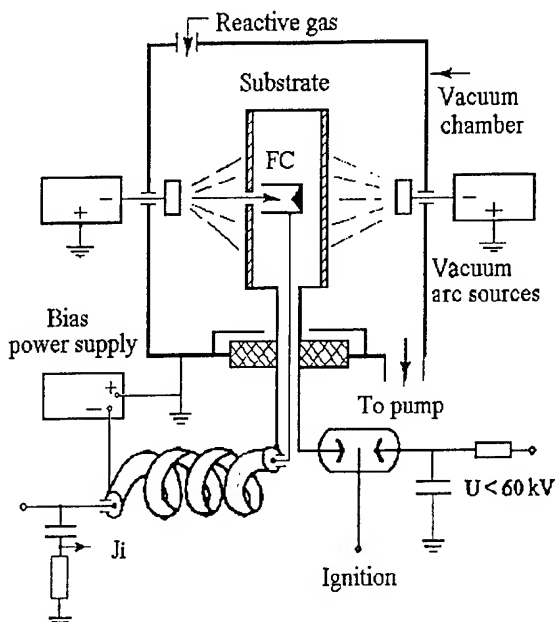 Reactive gas
Substrate
Vacuum
chamber
FC
−
+
−
+
Vacuum
arc sources
Bias
power supply
+
−
To pump
U < 60 kV
Ji
Ignition